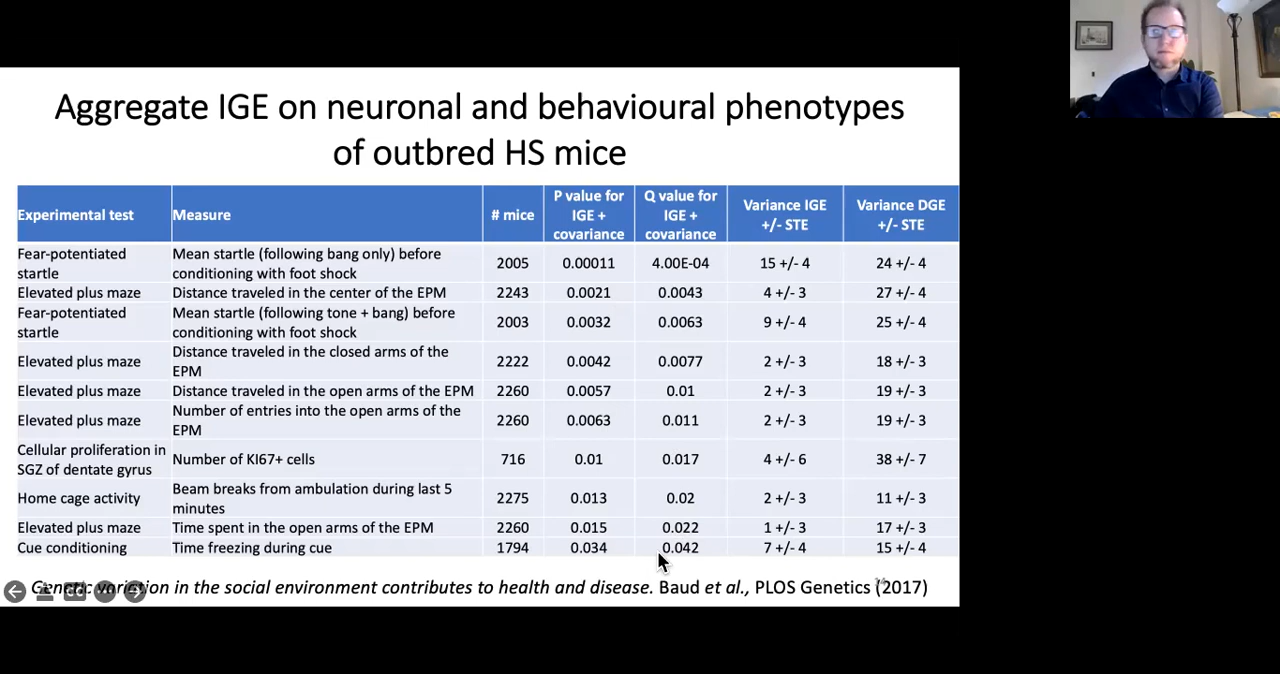 Aggregate IGE on neuronal and behavioural phenotypes
of outbred HS mice
Experimental test Measure # mice P value for IGE + covariance Q value for IGE + covariance Variance IGE +/- STE Variance DGE +/- STE
Fear-potentiated startle Mean startle (following bang only) before conditioning with foot shock 2005 0.00011 4.00E-04 15 +/- 4 24 +/- 4
Elevated plus maze Distance traveled in the center of the EPM 2243 0.0021 0.0043 4 +/- 3 27 +/- 4
Fear-potentiated startle Mean startle (following tone + bang) before conditioning with foot shock 2003 0.0032 0.0063 9 +/- 4 25 +/- 4
Elevated plus maze Distance traveled in the closed arms of the EPM 2222 0.0042 0.0077 2 +/- 3 18 +/- 3
Elevated plus maze Distance traveled in the open arms of the EPM 2260 0.0057 0.01 2 +/- 3 19 +/- 3
Elevated plus maze Number of entries into the open arms of the EPM 2260 0.0063 0.011 2 +/- 3 19 +/- 3
Cellular proliferation in SGZ of dentate gyrus Number of KI67+ cells 716 0.01 0.017 4 +/- 6 38 +/- 7
Home cage activity Beam breaks from ambulation during last 5 minutes 2275 0.013 0.02 2 +/- 3 11 +/- 3
Elevated plus maze Time spent in the open arms of the EPM 2260 0.015 0.022 1 +/- 3 17 +/- 3
Cue conditioning Time freezing during cue 1794 0.034 0.042 7 +/- 4 15 +/- 4
Genetic variation in the social environment contributes to health and disease. Baud et al., PLOS Genetics (2017)